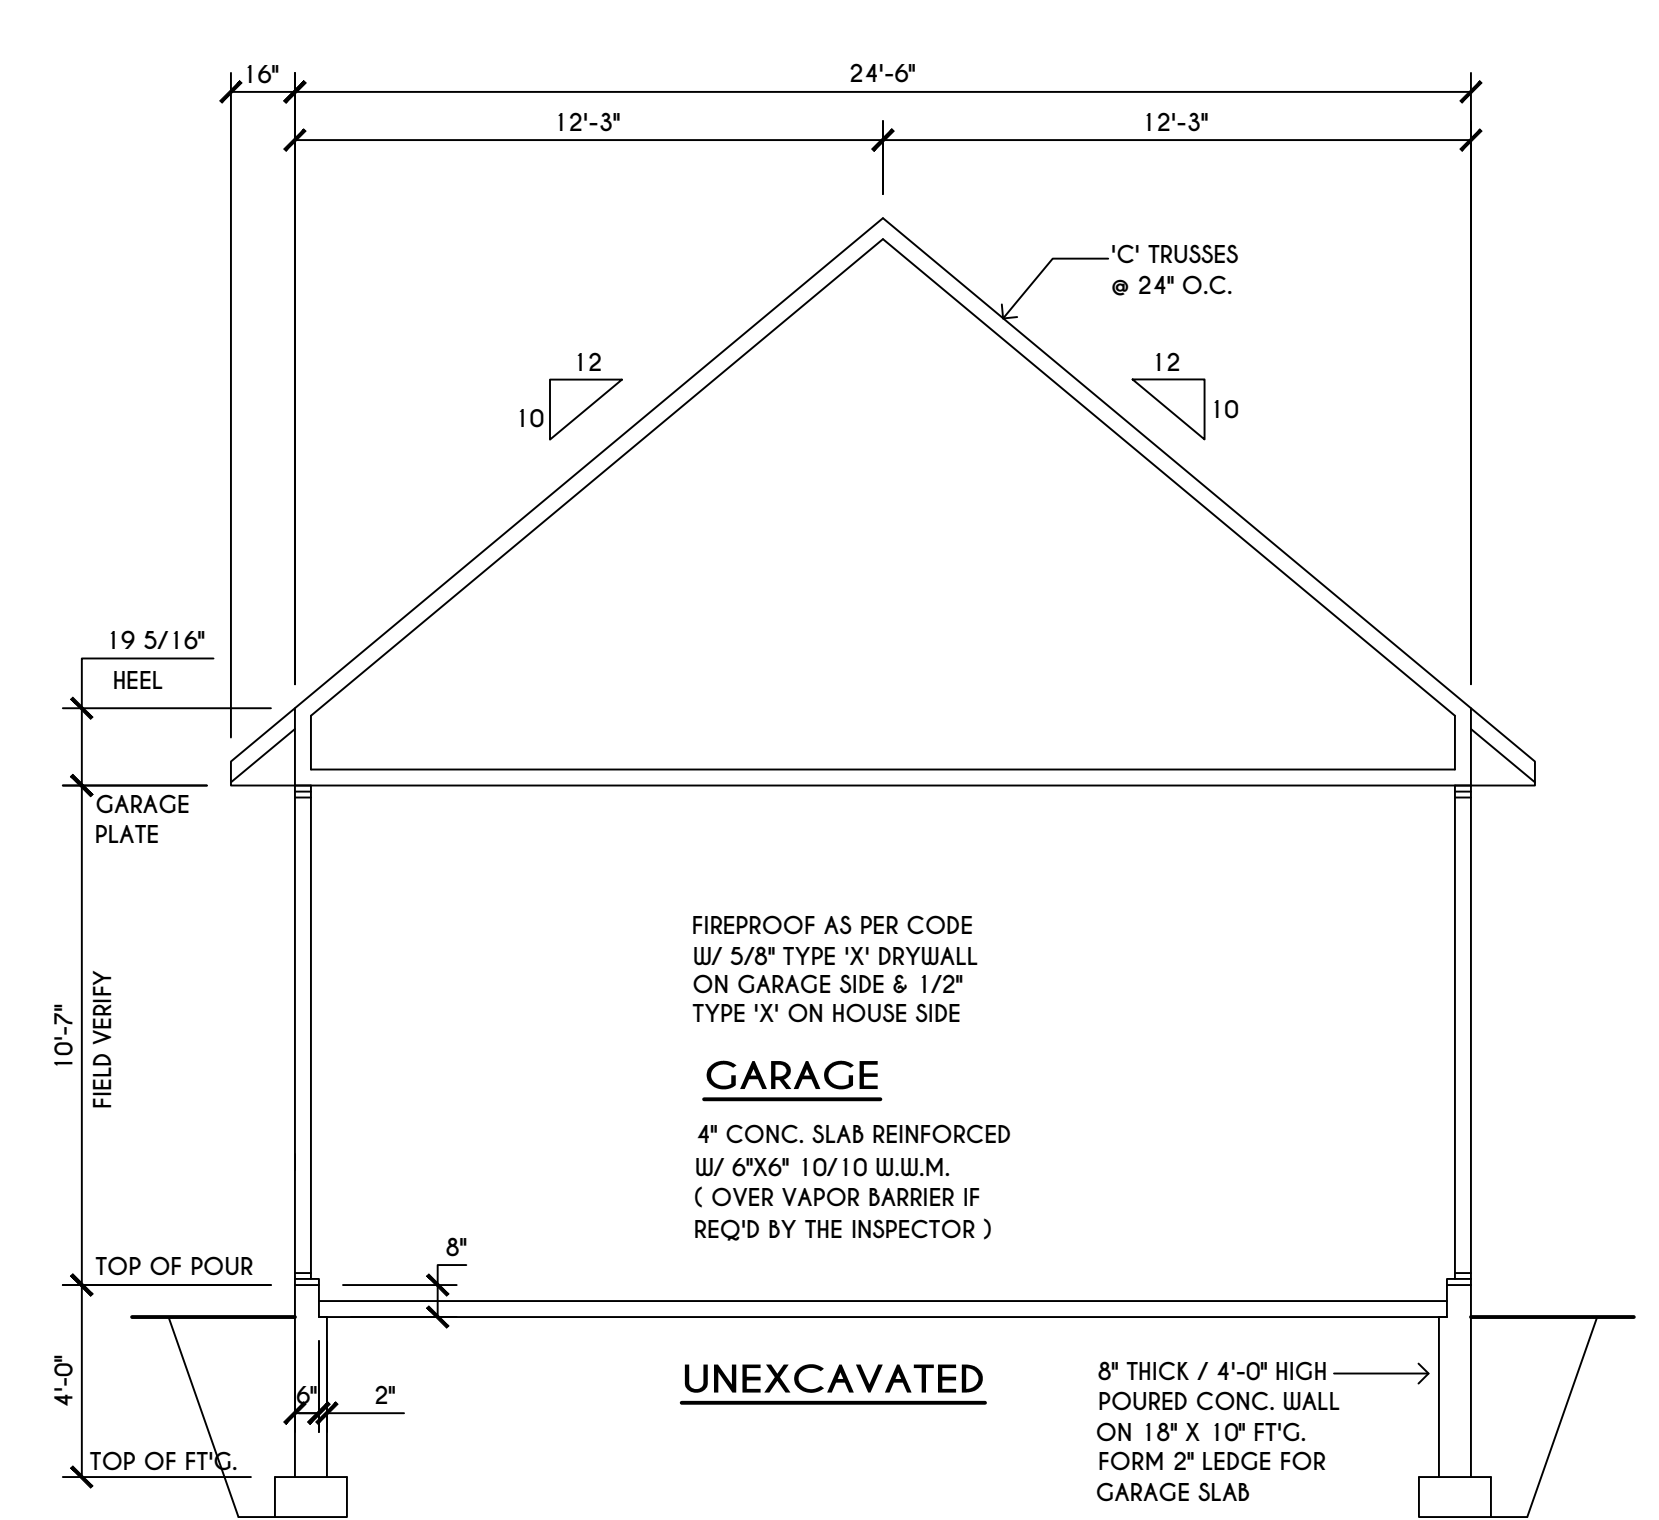 16" 24'-6"
12'-3" 12'-3"
'C' TRUSSES
@ 24" O.C.
12 12
10 10
19 5/16"
HEEL
GARAGE
PLATE
FIREPROOF AS PER CODE
W/ 5/8" TYPE 'X' DRYWALL
ON GARAGE SIDE & 1/2"
TYPE 'X' ON HOUSE SIDE
10'-7"
FIELD VERIFY
GARAGE
4" CONC. SLAB REINFORCED
W/ 6"X6" 10/10 W.W.M.
( OVER VAPOR BARRIER IF
REQ'D BY THE INSPECTOR )
8"
TOP OF POUR
4'-0"
6" 2"
UNEXCAVATED
8" THICK / 4'-0" HIGH
POURED CONC. WALL
ON 18" X 10" FT'G.
FORM 2" LEDGE FOR
GARAGE SLAB
TOP OF FT'G.